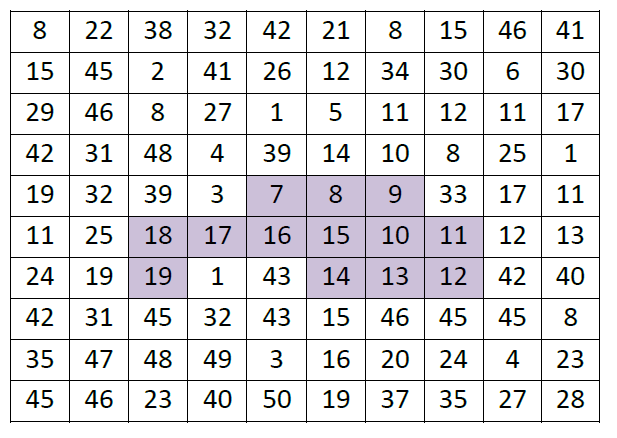 8 22 38 32 42 21 8 15 46 41
15 45 2 41 26 12 34 30 6 30
29 46 8 27 1 5 11 12 11 17
42 31 48 4 39 14 10 8 25 1
19 32 39 3 7 8 9 33 17 11
11 25 18 17 16 15 10 11 12 13
24 19 19 1 43 14 13 12 42 40
42 31 45 32 43 15 46 45 45 8
35 47 48 49 3 16 20 24 4 23
45 46 23 40 50 19 37 35 27 28